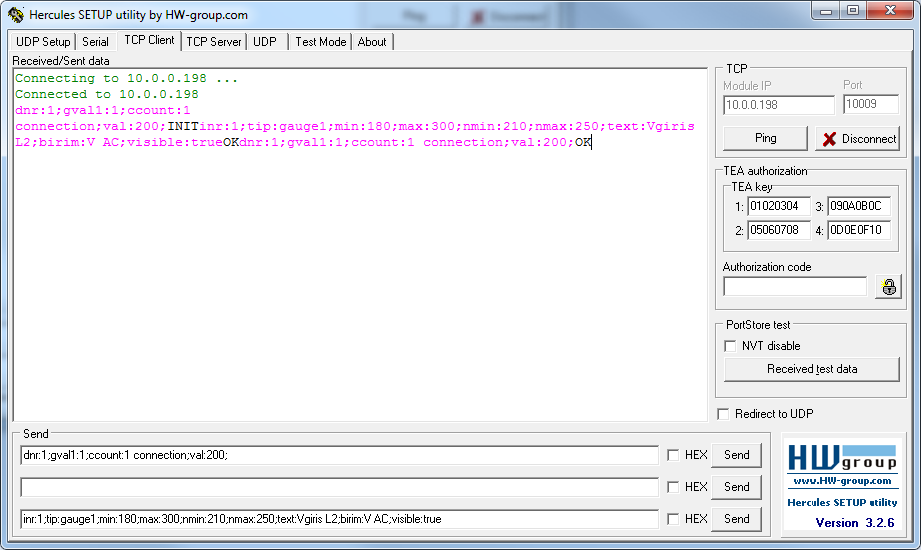 Hercules SETUP utility by HW-group.com
UDP Setup Serial TCP Client TCP Server UDP Test Mode About
Received/Sent data
Connecting to 10.0.0.198 ...
Connected to 10.0.0.198
dnr:1;gval1:1;ccount:1
connection;val:200;INITinr:1;tip:gauge1;min:180;max:300;nmin:210;nmax:250;text:Vgiris
L2;birim:V AC;visible:trueOKdnr:1;gval1:1;ccount:1 connection;val:200;OK
TCP
Module IP Port
10.0.0.198 10009
Ping Disconnect
TEA authorization
TEA key
1: 01020304 3: 090A0B0C
2: 05060708 4: 0D0E0F10
Authorization code
PortStore test
NVT disable
Received test data
Redirect to UDP
Send
dnr:1;gval1:1;ccount:1 connection;val:200; HEX Send
HEX Send
inr:1;tip:gauge1;min:180;max:300;nmin:210;nmax:250;text:Vgiris L2;birim:V AC;visible:true HEX Send
HW group
www.HW-group.com
Hercules SETUP utility
Version 3.2.6